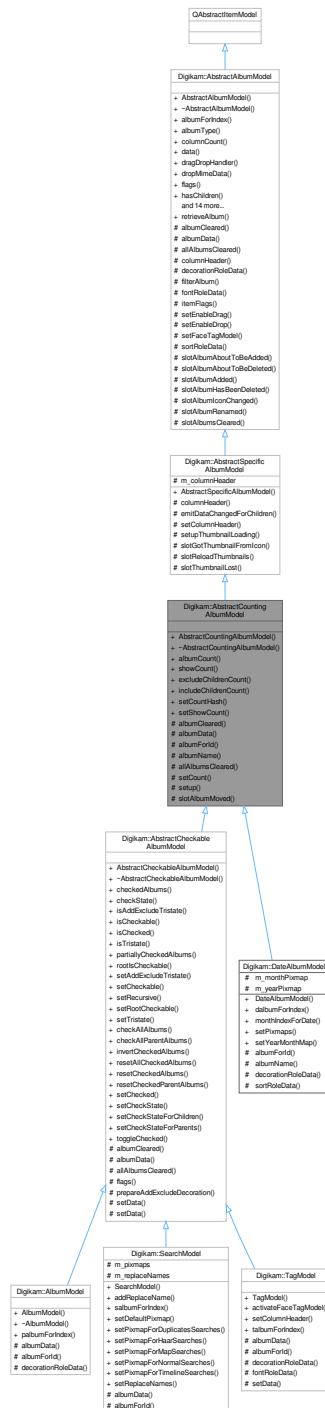 QAbstractItemModel
Digikam::AbstractAlbumModel
+ AbstractAlbumModel()
+ ~AbstractAlbumModel()
+ albumForIndex()
+ albumType()
+ columnCount()
+ data()
+ dragDropHandler()
+ dropMimeData()
+ flags()
+ hasChildren()
and 14 more...
+ retrieveAlbum()
# albumCleared()
# albumData()
# allAlbumsCleared()
# columnHeader()
# decorationRoleData()
# filterAlbum()
# fontRoleData()
# itemFlags()
# setEnableDrag()
# setEnableDrop()
# setFaceTagModel()
# sortRoleData()
# slotAlbumAboutToBeAdded()
# slotAlbumAboutToBeDeleted()
# slotAlbumAdded()
# slotAlbumHasBeenDeleted()
# slotAlbumIconChanged()
# slotAlbumRenamed()
# slotAlbumsCleared()
Digikam::AbstractSpecific
AlbumModel
# m_columnHeader
+ AbstractSpecificAlbumModel()
# columnHeader()
# emitDataChangedForChildren()
# setColumnHeader()
# setupThumbnailLoading()
# slotGotThumbnailFromIcon()
# slotReloadThumbnails()
# slotThumbnailLost()
Digikam::AbstractCounting
AlbumModel
+ AbstractCountingAlbumModel()
+ ~AbstractCountingAlbumModel()
+ albumCount()
+ showCount()
+ excludeChildrenCount()
+ includeChildrenCount()
+ setCountHash()
+ setShowCount()
# albumCleared()
# albumData()
# albumForId()
# albumName()
# allAlbumsCleared()
# setCount()
# setup()
# slotAlbumMoved()
Digikam::AbstractCheckable
AlbumModel
+ AbstractCheckableAlbumModel()
+ ~AbstractCheckableAlbumModel()
+ checkedAlbums()
+ checkState()
+ isAddExcludeTristate()
+ isCheckable()
+ isChecked()
+ isTristate()
+ partiallyCheckedAlbums()
+ rootIsCheckable()
+ setAddExcludeTristate()
+ setCheckable()
+ setRecursive()
+ setRootCheckable()
+ setTristate()
+ checkAllAlbums()
+ checkAllParentAlbums()
+ invertCheckedAlbums()
+ resetAllCheckedAlbums()
+ resetCheckedAlbums()
+ resetCheckedParentAlbums()
+ setChecked()
+ setCheckState()
+ setCheckStateForChildren()
+ setCheckStateForParents()
+ toggleChecked()
# albumCleared()
# albumData()
# allAlbumsCleared()
# flags()
# prepareAddExcludeDecoration()
# setData()
# setData()
Digikam::DateAlbumModel
# m_monthPixmap
# m_yearPixmap
+ DateAlbumModel()
+ dalbumForIndex()
+ monthIndexForDate()
+ setPixmaps()
+ setYearMonthMap()
# albumForId()
# albumName()
# decorationRoleData()
# sortRoleData()
Digikam::AlbumModel
+ AlbumModel()
+ ~AlbumModel()
+ palbumForIndex()
# albumData()
# albumForId()
# decorationRoleData()
Digikam::SearchModel
# m_pixmaps
# m_replaceNames
+ SearchModel()
+ addReplaceName()
+ salbumForIndex()
+ setDefaultPixmap()
+ setPixmapForDuplicatesSearches()
+ setPixmapForHaarSearches()
+ setPixmapForMapSearches()
+ setPixmapForNormalSearches()
+ setPixmapForTimelineSearches()
+ setReplaceNames()
# albumData()
# albumForId()
Digikam::TagModel
+ TagModel()
+ activateFaceTagModel()
+ setColumnHeader()
+ talbumForIndex()
# albumData()
# albumForId()
# decorationRoleData()
# fontRoleData()
# setData()